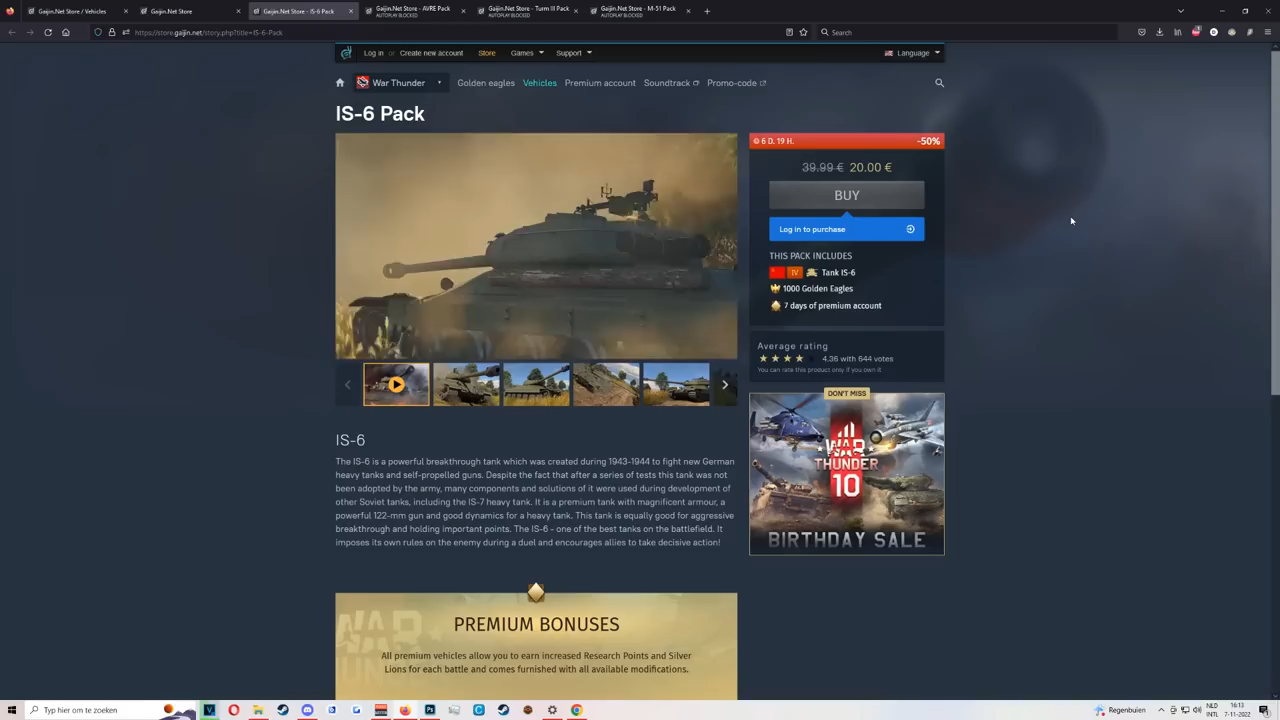 Gaijin.Net Store / Vehicles
Gaijin.Net Store
Gaijin.Net Store - IS-6 Pack
Gaijin.Net Store - AVRE Pack
AUTOPLAY BLOCKED
Gaijin.Net Store - Turm III Pack
AUTOPLAY BLOCKED
Gaijin.Net Store - M-51 Pack
AUTOPLAY BLOCKED
https://store.gaijin.net/story.php?title=IS-6-Pack
Search
Log in or Create new account Store Games Support Language
War Thunder Golden eagles Vehicles Premium account Soundtrack Promo-code
IS-6 Pack
6 D. 19 H. -50%
39.99 € 20.00 €
BUY
Log in to purchase
THIS PACK INCLUDES
IV Tank IS-6
1000 Golden Eagles
7 days of premium account
Average rating
4.36 with 644 votes
You can rate this product only if you own it
DON'T MISS
WAR
THUNDER
10
BIRTHDAY SALE
IS-6
The IS-6 is a powerful breakthrough tank which was created during 1943-1944 to fight new German
heavy tanks and self-propelled guns. Despite the fact that after a series of tests this tank was not
been adopted by the army, many components and solutions of it were used during development of
other Soviet tanks, including the IS-7 heavy tank. It is a premium tank with magnificent armour, a
powerful 122-mm gun and good dynamics for a heavy tank. This tank is equally good for aggressive
breakthrough and holding important points. The IS-6 - one of the best tanks on the battlefield. It
imposes its own rules on the enemy during a duel and encourages allies to take decisive action!
WAR
PREMIUM BONUSES
All premium vehicles allow you to earn increased Research Points and Silver
Lions for each battle and comes furnished with all available modifications.
Typ hier om te zoeken
Regenbuien
NLD
INTL
16:13
7-11-2022